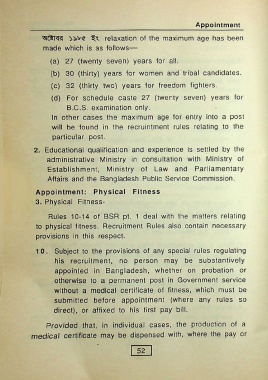 Appointment
অক্টোবর ১৯৮৫ ইং relaxation of the maximum age has been
made which is as follows—
(a) 27 (twenty seven) years for all.
(b) 30 (thirty) years for women and tribal candidates.
(c) 32 (thirty two) years for freedom fighters.
(d) For schedule caste 27 (twenty seven) years for
B.C.S. examination only.
In other cases the maximum age for entry into a post
will be found in the recruintment rules relating to the
particular post.
2. Educational qualification and experience is settled by the
administrative Ministry in consultation with Ministry of
Establishment, Ministry of Law and Parliamentary
Affairs and the Bangladesh Public Service Commission.
Appointment: Physical Fitness
3. Physical Fitness-
Rules 10-14 of BSR pt. 1 deal with the matters relating
to physical fitness. Recruitment Rules also contain necessary
provisions in this respect.
10. Subject to the provisions of any special rules regulating
his recruitment, no person may be substantively
appointed in Bangladesh, whether on probation or
otherwise to a permanent post in Government service
without a medical certificate of fitness, which must be
submitted before appointment (where any rules so
direct), or affixed to his first pay bill.
Provided that, in individual cases, the production of a
medical certificate may be dispensed with, where the pay or
52